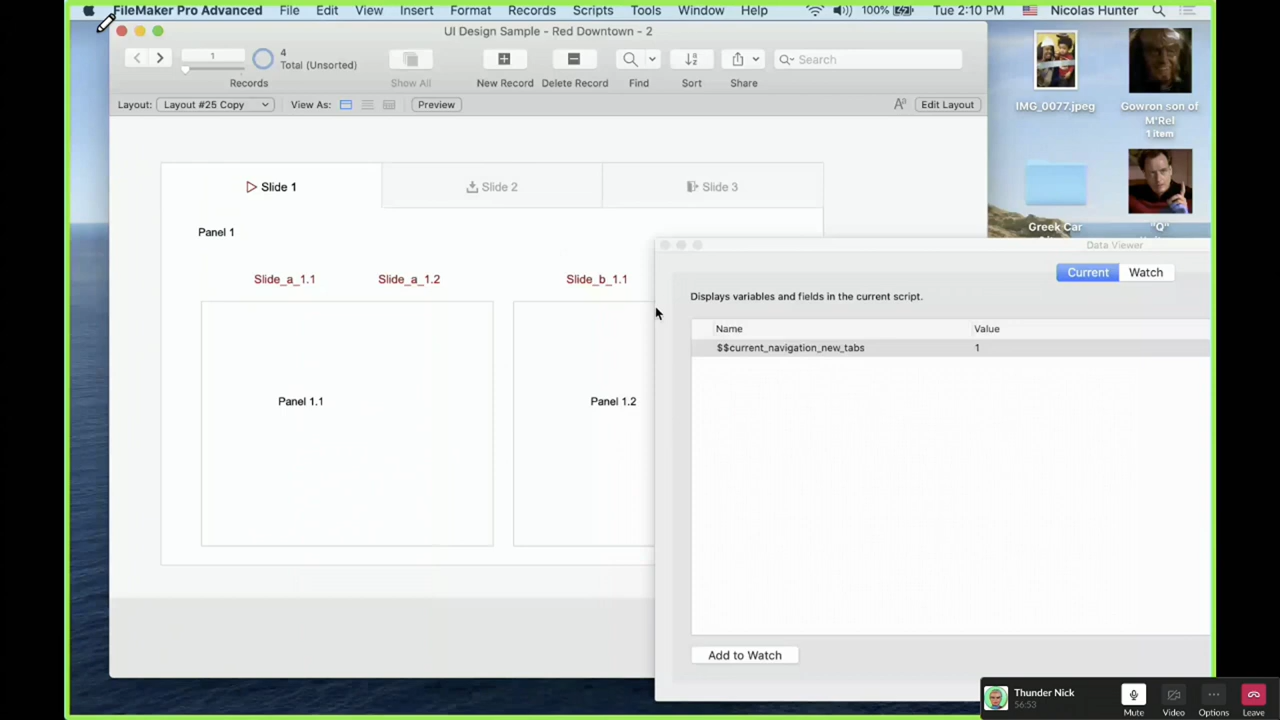 FileMaker Pro Advanced File Edit View Insert Format Records Scripts Tools Window Help 100% Tue 2:10 PM Nicolas Hunter
UI Design Sample - Red Downtown - 2
1
4
Total (Unsorted)
Records
Show All
New Record
Delete Record
Find
Sort
Share
Search
Layout: Layout #25 Copy View As: Preview Edit Layout
IMG_0077.jpeg
Gowron son of
M'Rel
1 item
Greek Car
"Q"
Slide 1
Slide 2
Slide 3
Panel 1
Slide_a_1.1
Slide_a_1.2
Slide_b_1.1
Panel 1.1
Panel 1.2
Data Viewer
Current
Watch
Displays variables and fields in the current script.
Name
Value
$$current_navigation_new_tabs
1
Add to Watch
Thunder Nick
56:53
Mute
Video
Options
Leave